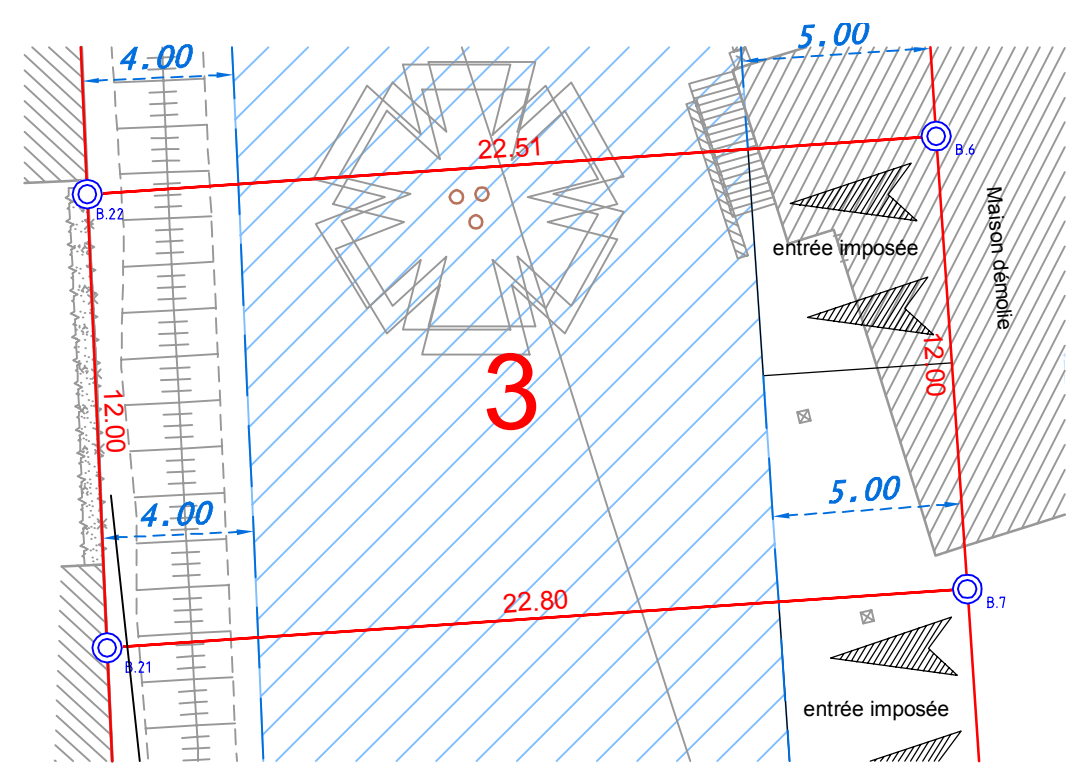 5.00
4.00
22.51
B.6
B.22
Maison démolie
entrée imposée
12.00
3
12.00
5.00
4.00
22.80
B.7
B.21
entrée imposée